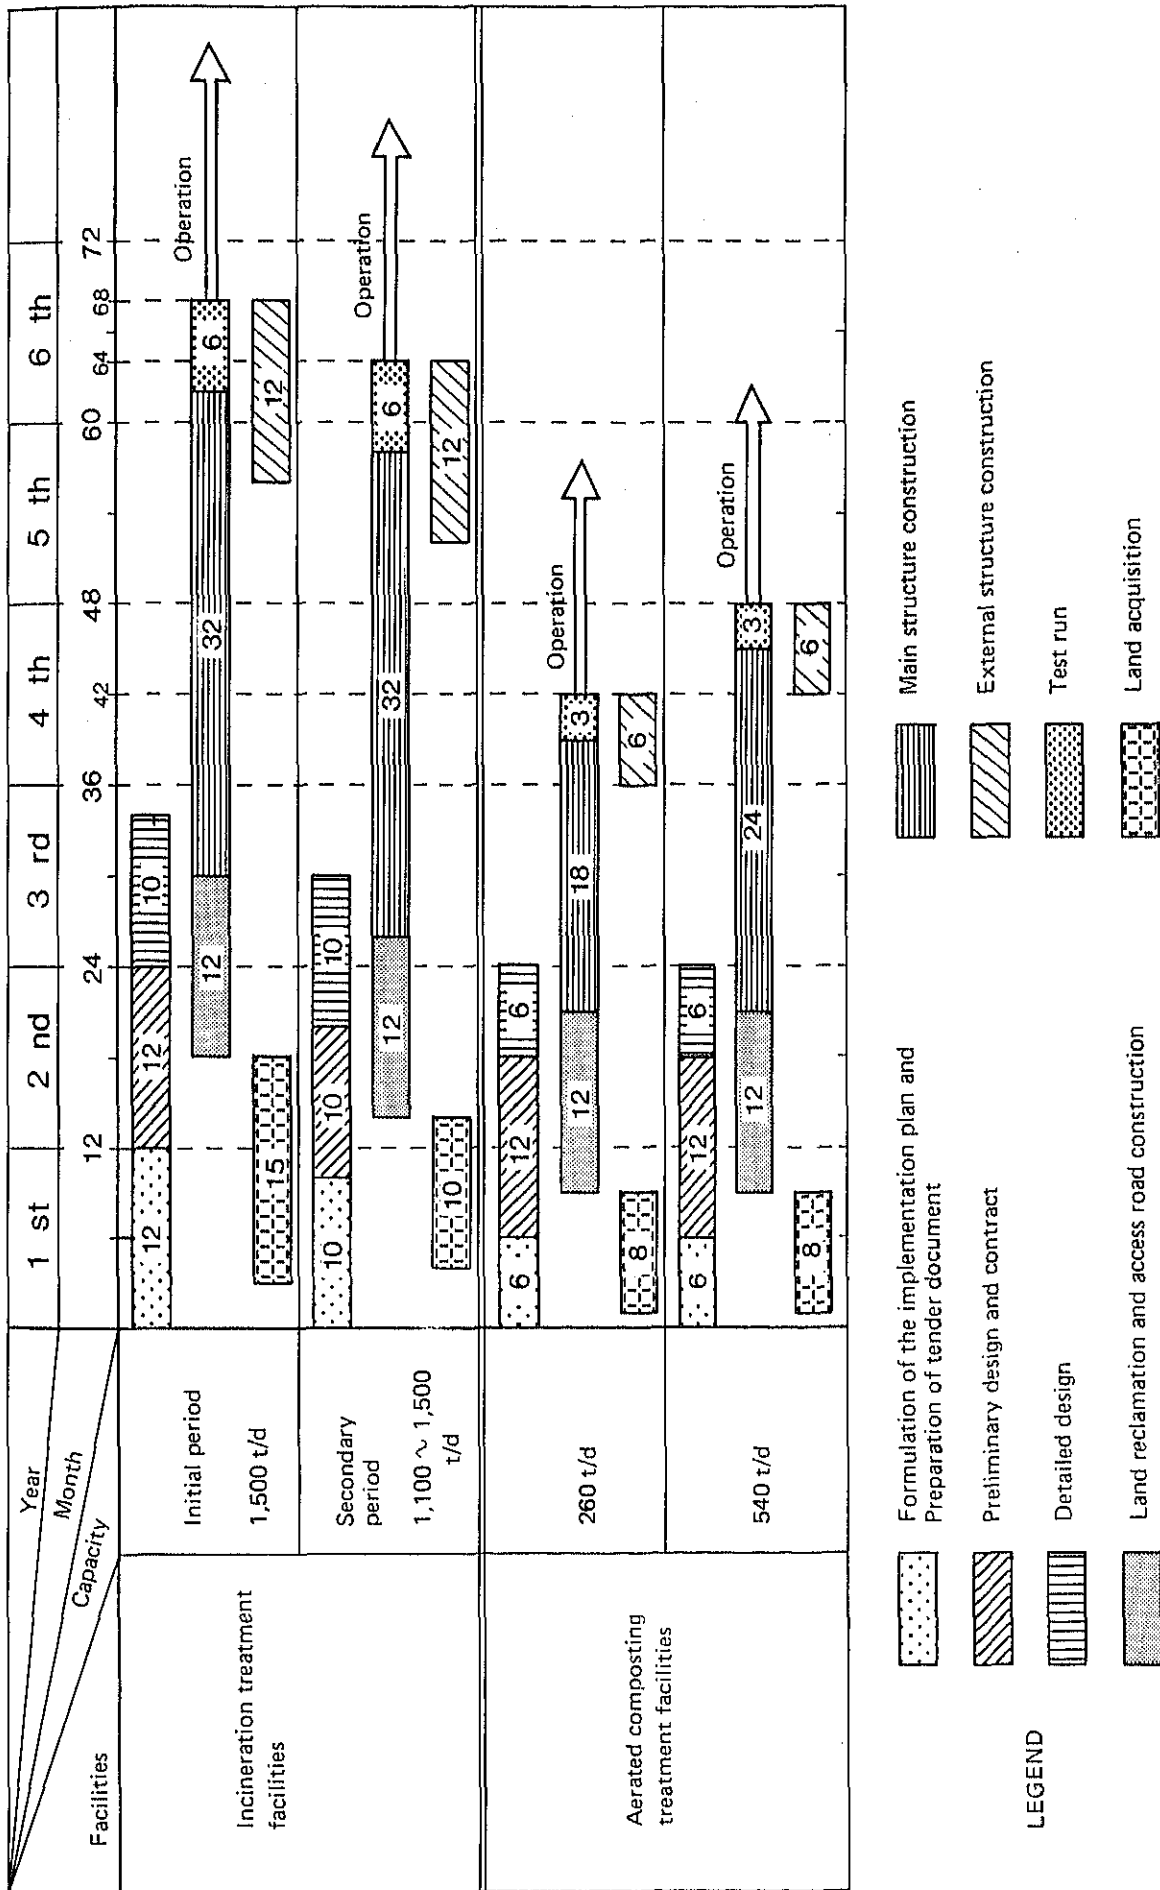 Year
1 st 2 nd 3 rd 4 th 5 th 6 th
Month
12 24 36 42 48 60 64 68 72
Capacity
Facilities
Incineration treatment
facilities
Initial period
1,500 t/d
12 12 10
12 32 6 Operation
15 12
Secondary
period
1,100 ~ 1,500
t/d
10 10 10
12 32 6 Operation
10 12
Aerated composting
treatment facilities
260 t/d
6 12 6
12 18 3 Operation
8 6
540 t/d
6 12 6
12 24 3 Operation
8 6
LEGEND
Formulation of the implementation plan and
Preparation of tender document
Preliminary design and contract
Detailed design
Land reclamation and access road construction
Main structure construction
External structure construction
Test run
Land acquisition